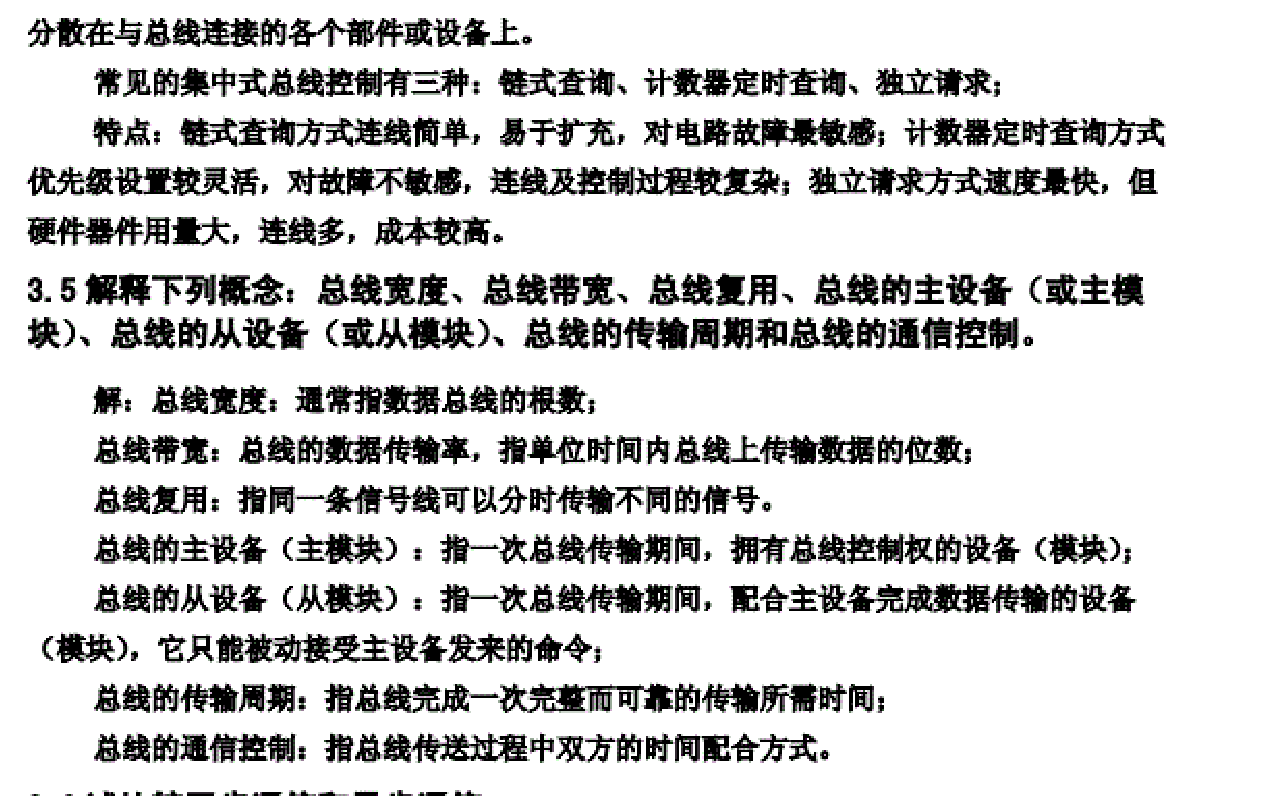 分散在与总线连接的各个部件或设备上。
常见的集中式总线控制有三种：链式查询、计数器定时查询、独立请求；
特点：链式查询方式连线简单，易于扩充，对电路故障最敏感；计数器定时查询方式
优先级设置较灵活，对故障不敏感，连线及控制过程较复杂；独立请求方式速度最快，但
硬件器件用量大，连线多，成本较高。
3.5 解释下列概念：总线宽度、总线带宽、总线复用、总线的主设备（或主模
块）、总线的从设备（或从模块）、总线的传输周期和总线的通信控制。
解：总线宽度：通常指数据总线的根数；
总线带宽：总线的数据传输率，指单位时间内总线上传输数据的位数；
总线复用：指同一条信号线可以分时传输不同的信号。
总线的主设备（主模块）：指一次总线传输期间，拥有总线控制权的设备（模块）；
总线的从设备（从模块）：指一次总线传输期间，配合主设备完成数据传输的设备
（模块），它只能被动接受主设备发来的命令；
总线的传输周期：指总线完成一次完整而可靠的传输所需时间；
总线的通信控制：指总线传送过程中双方的时间配合方式。